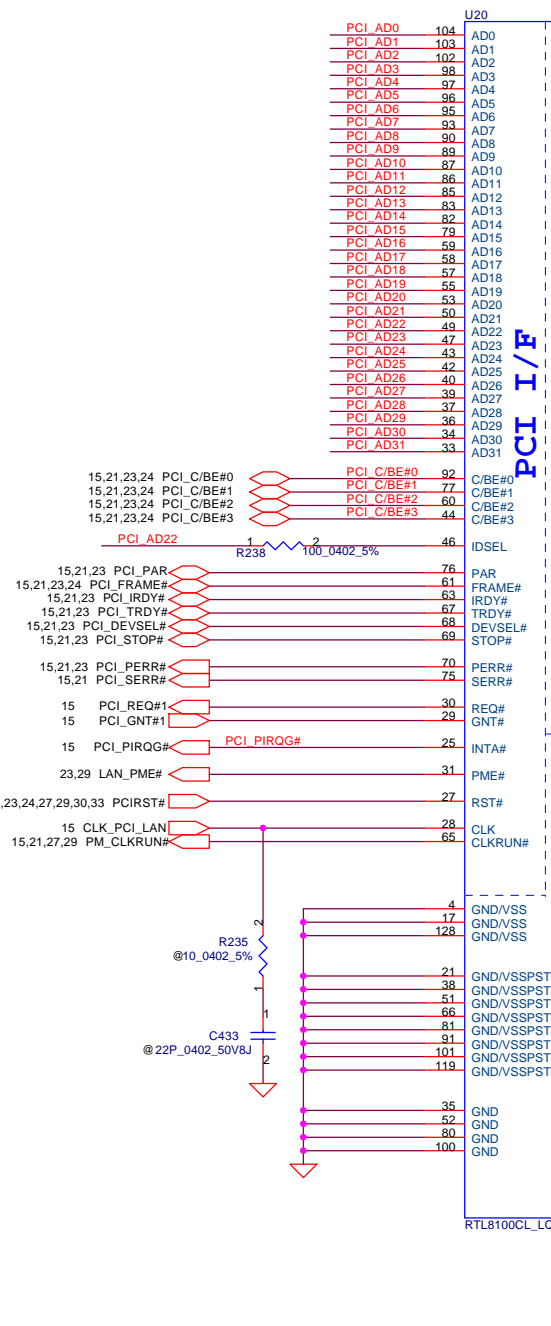 U20
PCI_AD0 104 AD0
PCI_AD1 103 AD1
PCI_AD2 102 AD2
PCI_AD3 98 AD3
PCI_AD4 97 AD4
PCI_AD5 96 AD5
PCI_AD6 95 AD6
PCI_AD7 93 AD7
PCI_AD8 90 AD8
PCI_AD9 89 AD9
PCI_AD10 87 AD10
PCI_AD11 86 AD11
PCI_AD12 85 AD12
PCI_AD13 83 AD13
PCI_AD14 82 AD14
PCI_AD15 79 AD15
PCI_AD16 59 AD16
PCI_AD17 58 AD17
PCI_AD18 57 AD18
PCI_AD19 55 AD19
PCI_AD20 53 AD20
PCI_AD21 50 AD21
PCI_AD22 49 AD22
PCI_AD23 47 AD23
PCI_AD24 43 AD24
PCI_AD25 42 AD25
PCI_AD26 40 AD26
PCI_AD27 39 AD27
PCI_AD28 37 AD28
PCI_AD29 36 AD29
PCI_AD30 34 AD30
PCI_AD31 33 AD31
PCI I/F
15,21,23,24 PCI_C/BE#0 PCI_C/BE#0 92 C/BE#0
15,21,23,24 PCI_C/BE#1 PCI_C/BE#1 77 C/BE#1
15,21,23,24 PCI_C/BE#2 PCI_C/BE#2 60 C/BE#2
15,21,23,24 PCI_C/BE#3 PCI_C/BE#3 44 C/BE#3
PCI_AD22 1 2 46 IDSEL
R238 100_0402_5%
15,21,23 PCI_PAR 76 PAR
15,21,23,24 PCI_FRAME# 61 FRAME#
15,21,23 PCI_IRDY# 63 IRDY#
15,21,23 PCI_TRDY# 67 TRDY#
15,21,23 PCI_DEVSEL# 68 DEVSEL#
15,21,23 PCI_STOP# 69 STOP#
15,21,23 PCI_PERR# 70 PERR#
15,21 PCI_SERR# 75 SERR#
15 PCI_REQ#1 30 REQ#
15 PCI_GNT#1 29 GNT#
15 PCI_PIRQG# PCI_PIRQG# 25 INTA#
23,29 LAN_PME# 31 PME#
,23,24,27,29,30,33 PCIRST# 27 RST#
15 CLK_PCI_LAN 28 CLK
15,21,27,29 PM_CLKRUN# 65 CLKRUN#
4 GND/VSS
17 GND/VSS
128 GND/VSS
2
R235
@10_0402_5%
1
21 GND/VSSPST
38 GND/VSSPST
51 GND/VSSPST
66 GND/VSSPST
81 GND/VSSPST
91 GND/VSSPST
101 GND/VSSPST
119 GND/VSSPST
1
C433
@22P_0402_50V8J
2
35 GND
52 GND
80 GND
100 GND
RTL8100CL_LQ